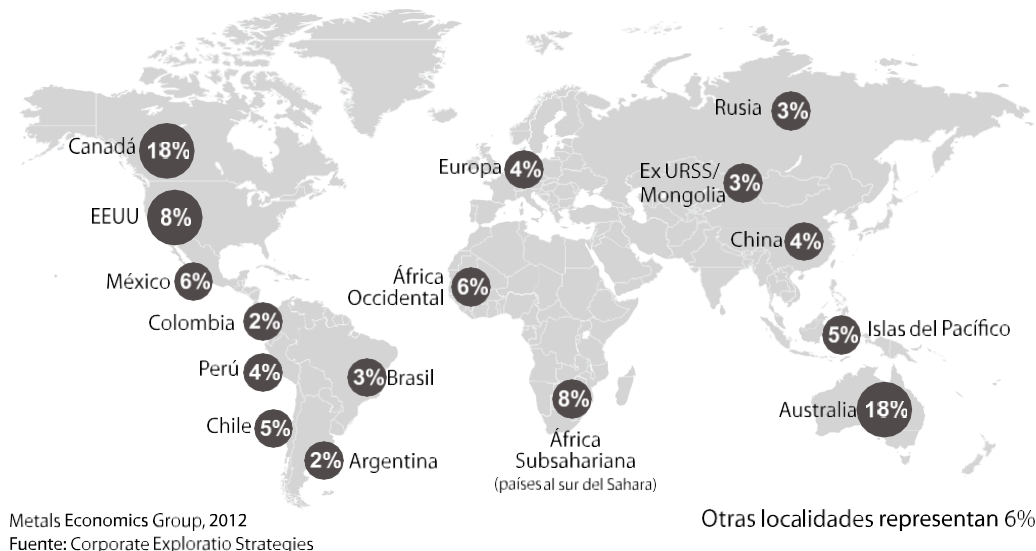 Rusia 3%
Canadá 18%
Europa 4%
Ex URSS/
Mongolia 3%
EEUU 8%
China 4%
México 6%
África
Occidental 6%
Colombia 2%
5% Islas del Pacífico
Perú 4%
3% Brasil
8%
África
Subsahariana
(países al sur del Sahara)
Australia 18%
Chile 5%
2% Argentina
Metals Economics Group, 2012
Fuente: Corporate Exploratio Strategies
Otras localidades representan 6%